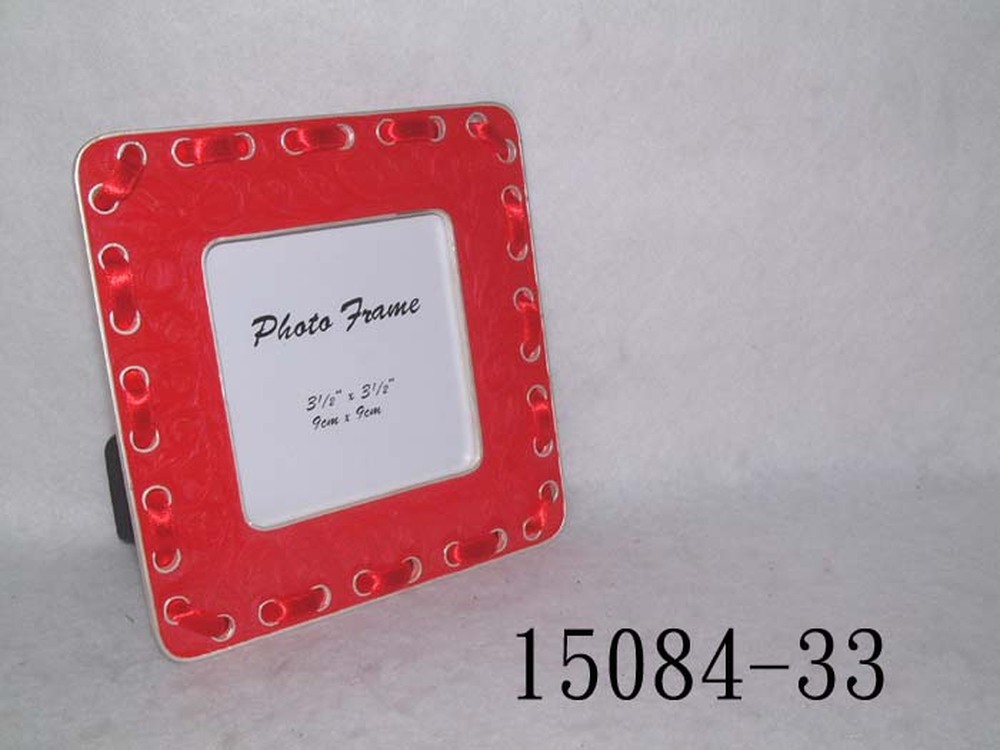 Photo Frame
3 1/2" x 3 1/2"
9cm x 9cm
15084-33